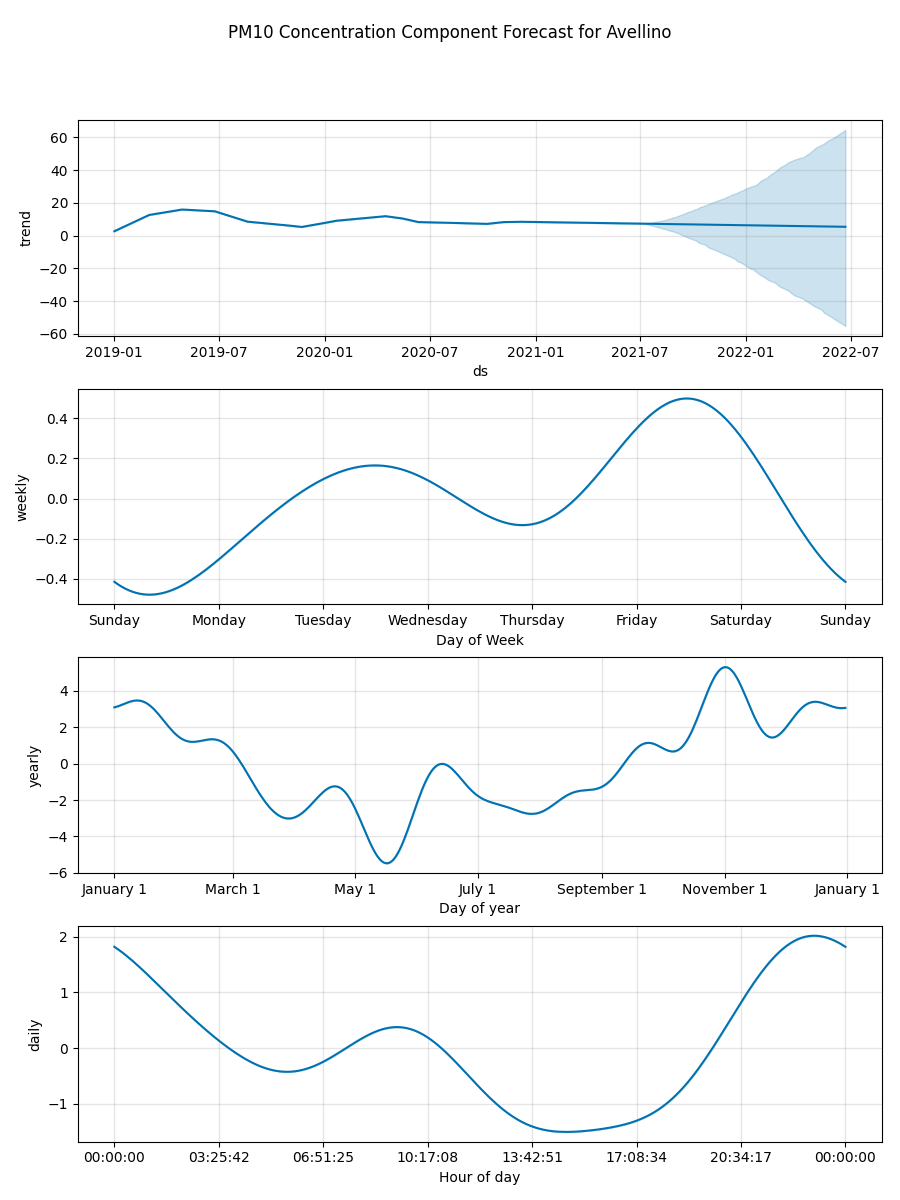 PM10 Concentration Component Forecast for Avellino
60
40
20
0
−20
−40
−60
trend
2019-01 2019-07 2020-01 2020-07 2021-01 2021-07 2022-01 2022-07
ds
0.4
0.2
0.0
−0.2
−0.4
weekly
Sunday Monday Tuesday Wednesday Thursday Friday Saturday Sunday
Day of Week
4
2
0
−2
−4
−6
yearly
January 1 March 1 May 1 July 1 September 1 November 1 January 1
Day of year
2
1
0
−1
daily
00:00:00 03:25:42 06:51:25 10:17:08 13:42:51 17:08:34 20:34:17 00:00:00
Hour of day